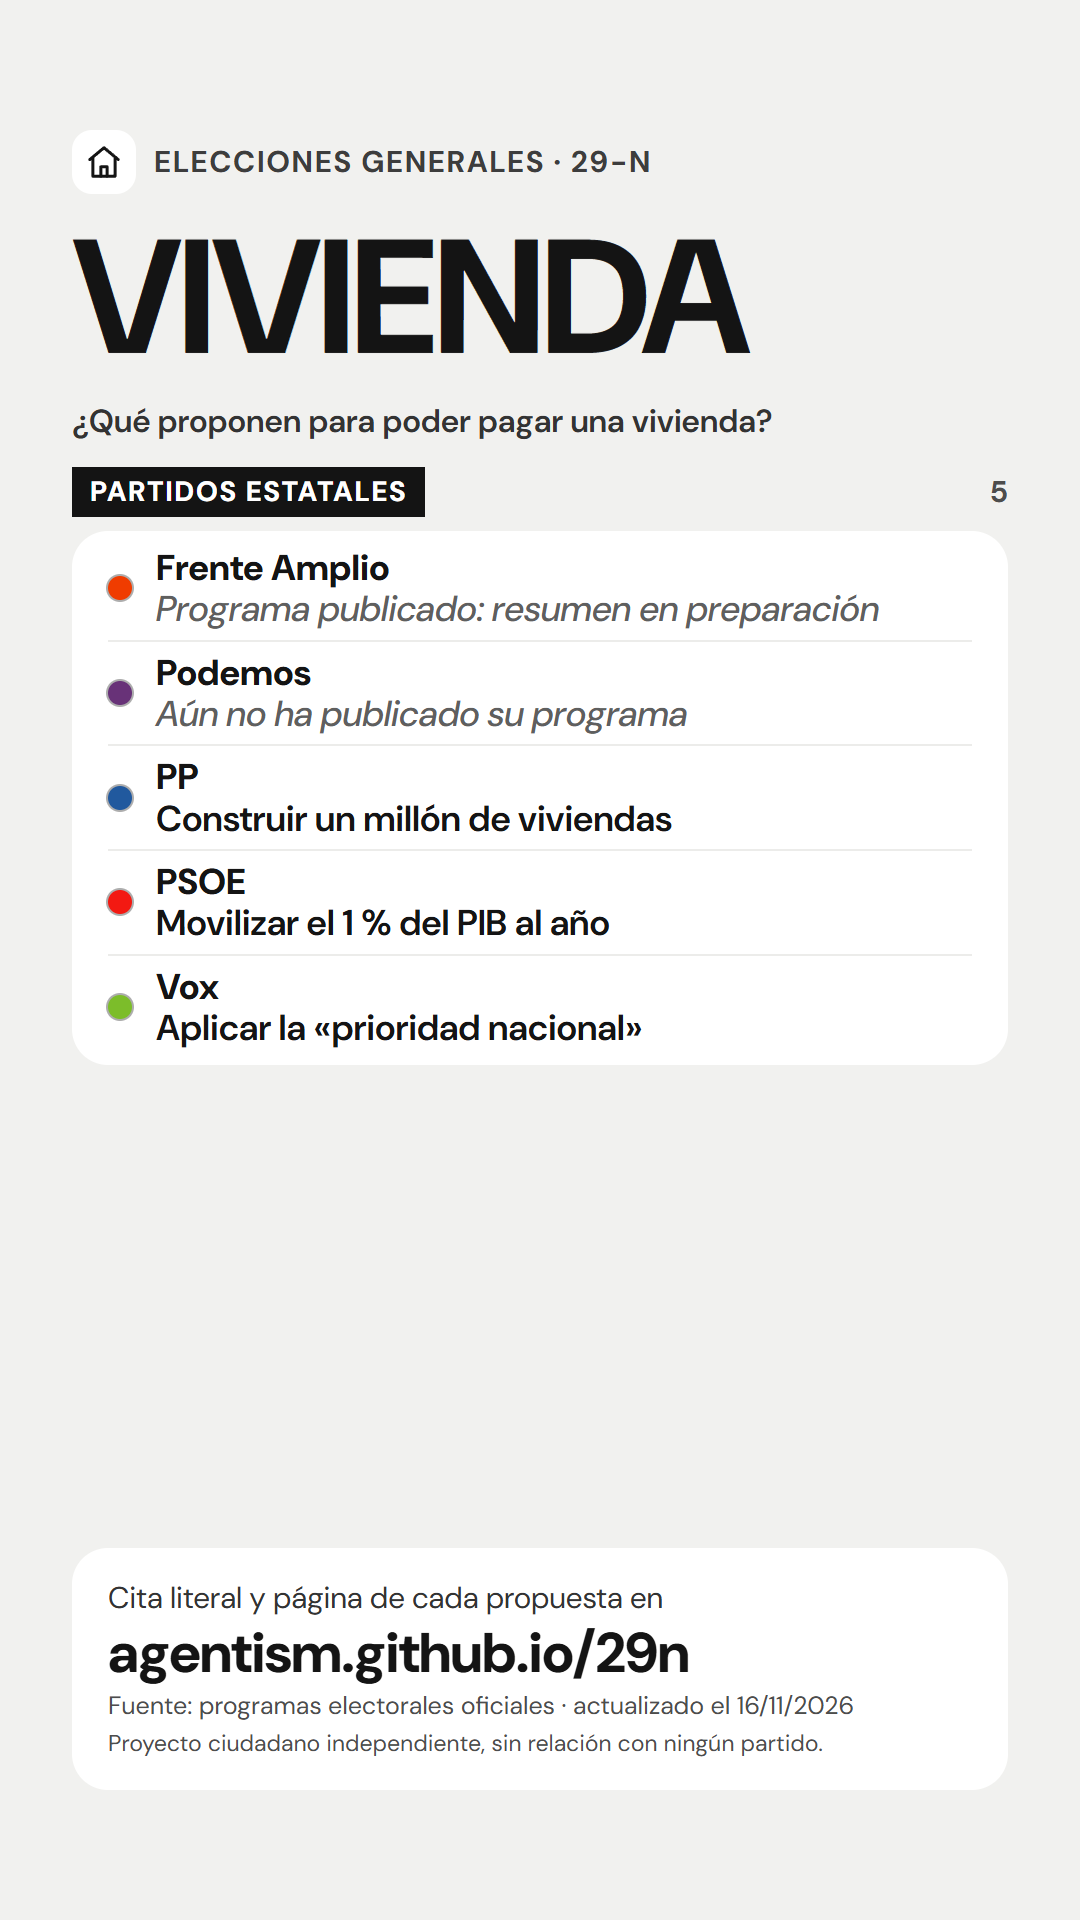 ELECCIONES GENERALES · 29-N
VIVIENDA
¿Qué proponen para poder pagar una vivienda?
PARTIDOS ESTATALES
5
Frente Amplio
Programa publicado: resumen en preparación
Podemos
Aún no ha publicado su programa
PP
Construir un millón de viviendas
PSOE
Movilizar el 1 % del PIB al año
Vox
Aplicar la «prioridad nacional»
Cita literal y página de cada propuesta en
agentism.github.io/29n
Fuente: programas electorales oficiales · actualizado el 16/11/2026
Proyecto ciudadano independiente, sin relación con ningún partido.